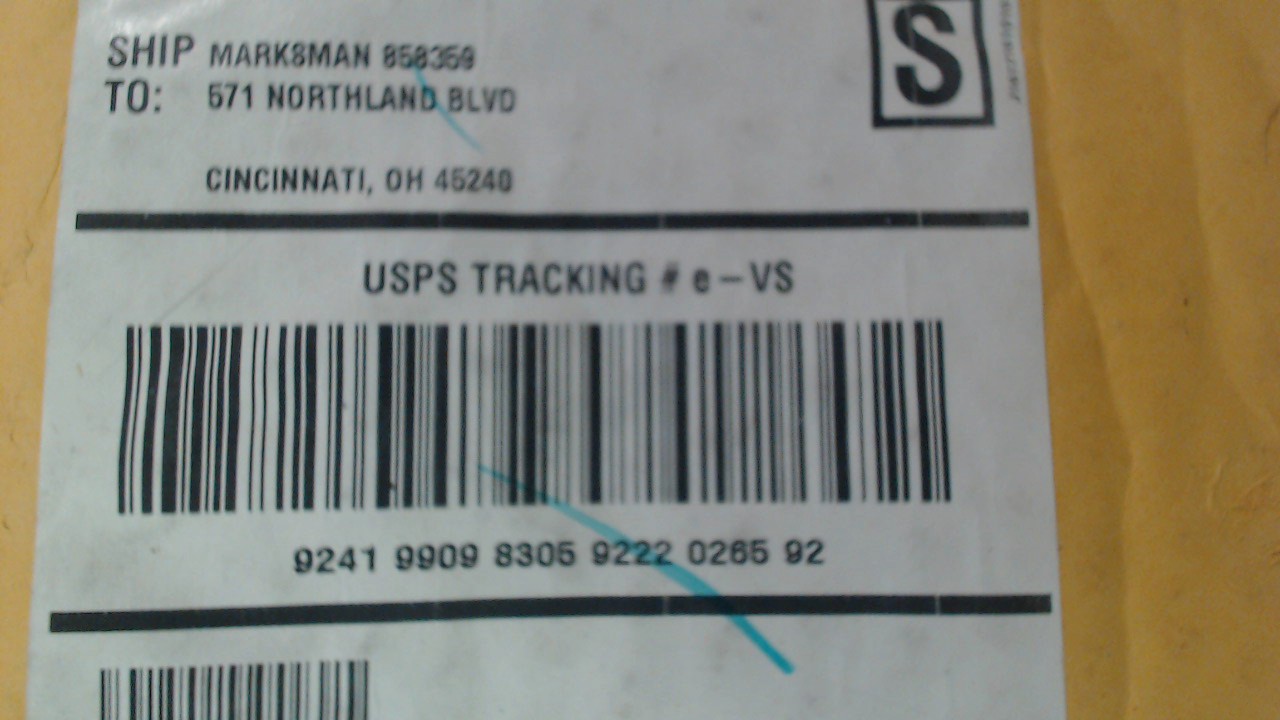 S
SHIP MARKSMAN 858359
TO: 571 NORTHLAND BLVD
CINCINNATI, OH 45240
USPS TRACKING # e-VS
9241 9909 8305 9222 0265 92